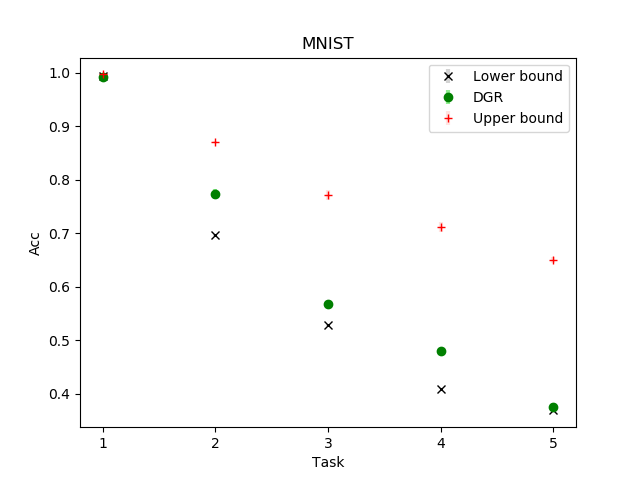 MNIST
Lower bound
DGR
Upper bound
Acc
1.0
0.9
0.8
0.7
0.6
0.5
0.4
1 2 3 4 5
Task